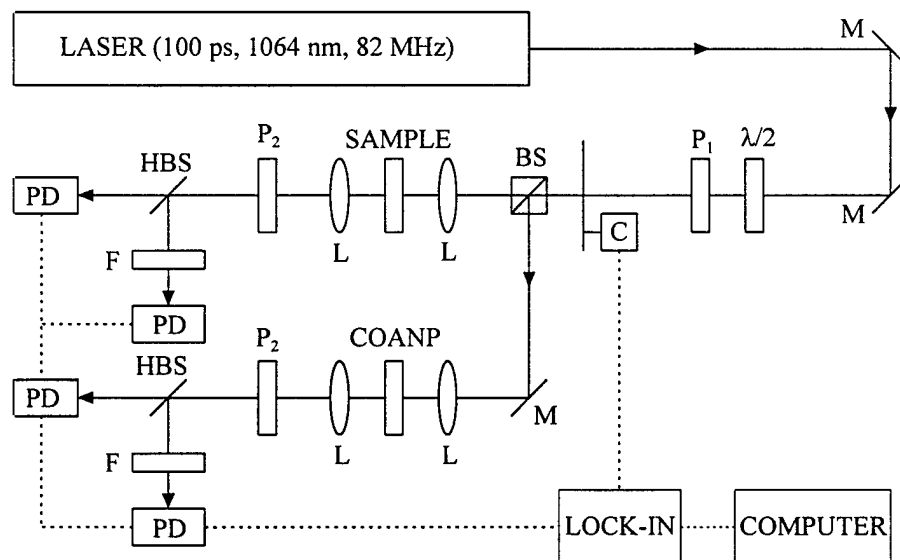 LASER (100 ps, 1064 nm, 82 MHz)
M
P₂
SAMPLE
BS
P₁
λ/2
HBS
PD
C
M
L
L
F
PD
P₂
COANP
HBS
PD
M
L
L
F
PD
LOCK-IN
COMPUTER